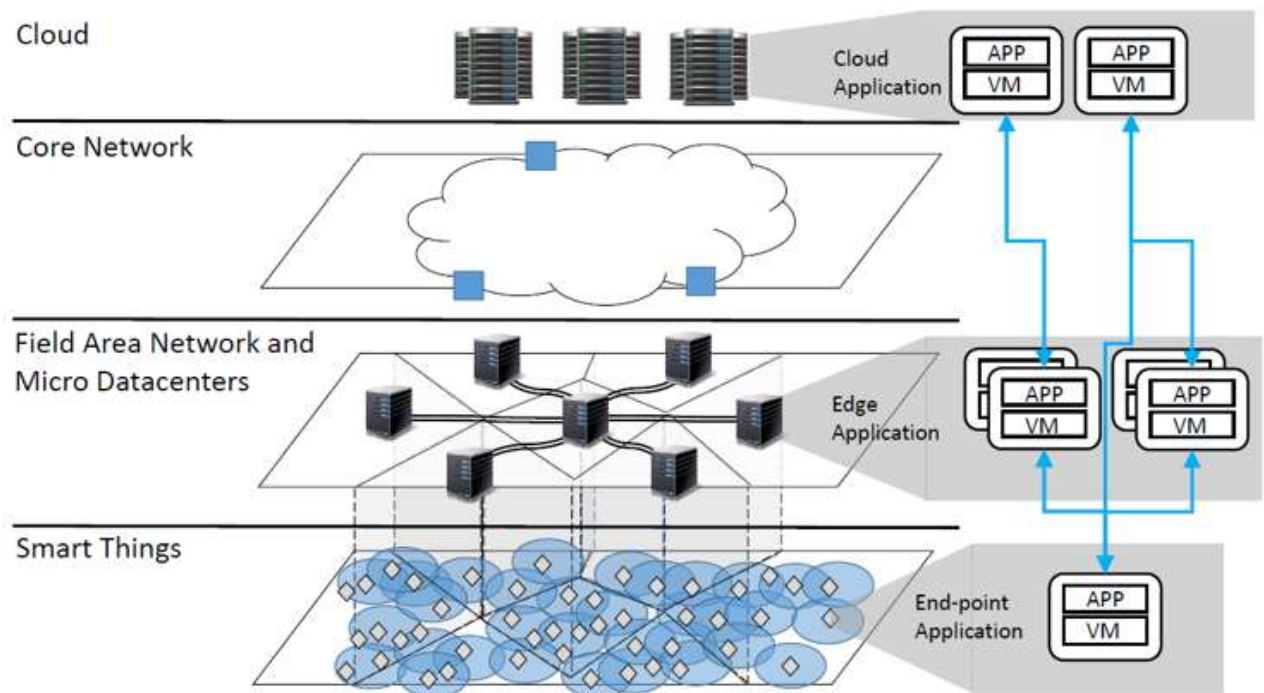 Cloud
Cloud
Application
APP
VM
APP
VM
Core Network
Field Area Network and
Micro Datacenters
Edge
Application
APP
VM
APP
VM
Smart Things
End-point
Application
APP
VM